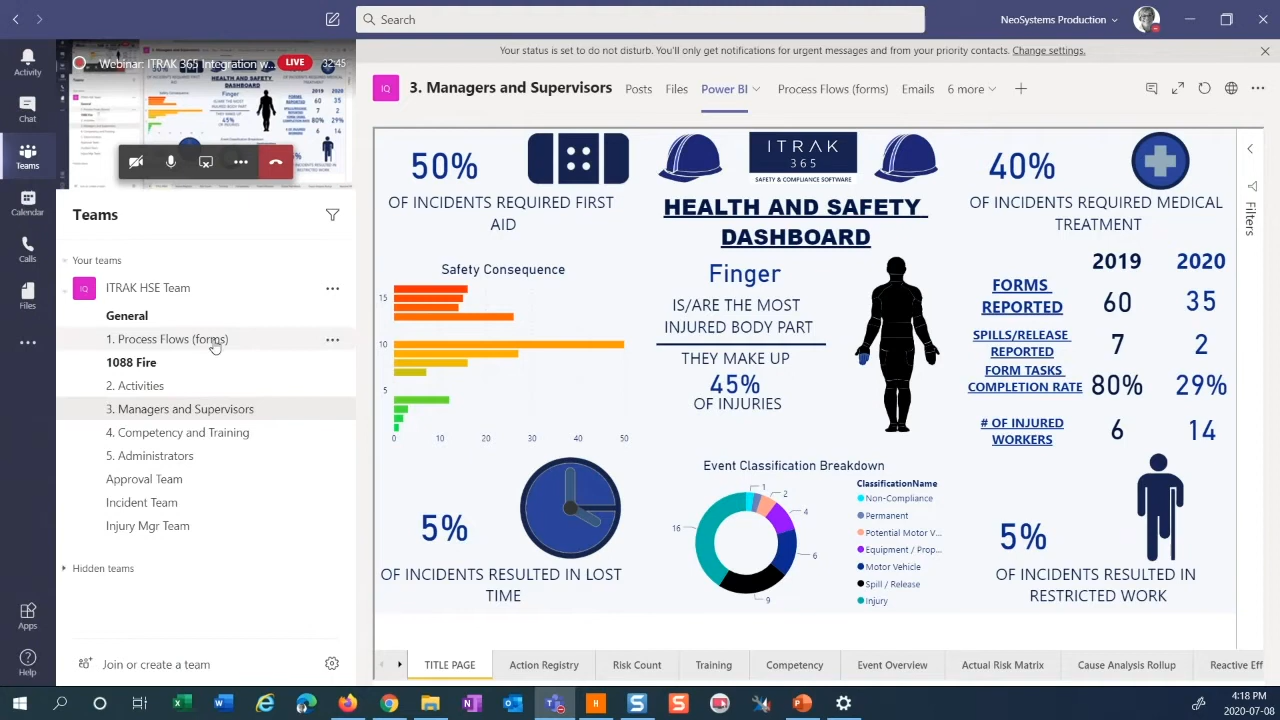 Search
NeoSystems Production
Your status is set to do not disturb. You'll only get notifications for urgent messages and from your priority contacts. Change settings.
Activity
Teams
Calendar
Calls
Files
Apps
Help
Webinar: ITRAK 365 Integration w...
LIVE
32:45
Teams
Your teams
IQ
ITRAK HSE Team
General
1. Process Flows (forms)
1088 Fire
2. Activities
3. Managers and Supervisors
4. Competency and Training
5. Administrators
Approval Team
Incident Team
Injury Mgr Team
Hidden teams
Join or create a team
IQ
3. Managers and Supervisors
Posts
Files
Power BI
Process Flows (forms)
Emails
Filters
50%
OF INCIDENTS REQUIRED FIRST
AID
ITRAK
365
SAFETY & COMPLIANCE SOFTWARE
HEALTH AND SAFETY
DASHBOARD
40%
OF INCIDENTS REQUIRED MEDICAL
TREATMENT
Safety Consequence
15
10
5
0
10
20
30
40
50
Finger
IS/ARE THE MOST
INJURED BODY PART
THEY MAKE UP
45%
OF INJURIES
2019 2020
FORMS
REPORTED
60 35
SPILLS/RELEASE
REPORTED
7 2
FORM TASKS
COMPLETION RATE
80% 29%
# OF INJURED
WORKERS
6 14
5%
OF INCIDENTS RESULTED IN LOST
TIME
Event Classification Breakdown
1
2
4
6
9
16
ClassificationName
Non-Compliance
Permanent
Potential Motor V...
Equipment / Prop...
Motor Vehicle
Spill / Release
Injury
5%
OF INCIDENTS RESULTED IN
RESTRICTED WORK
TITLE PAGE
Action Registry
Risk Count
Training
Competency
Event Overview
Actual Risk Matrix
Cause Analysis Rollup
Reactive Eff
4:18 PM
2020-07-08